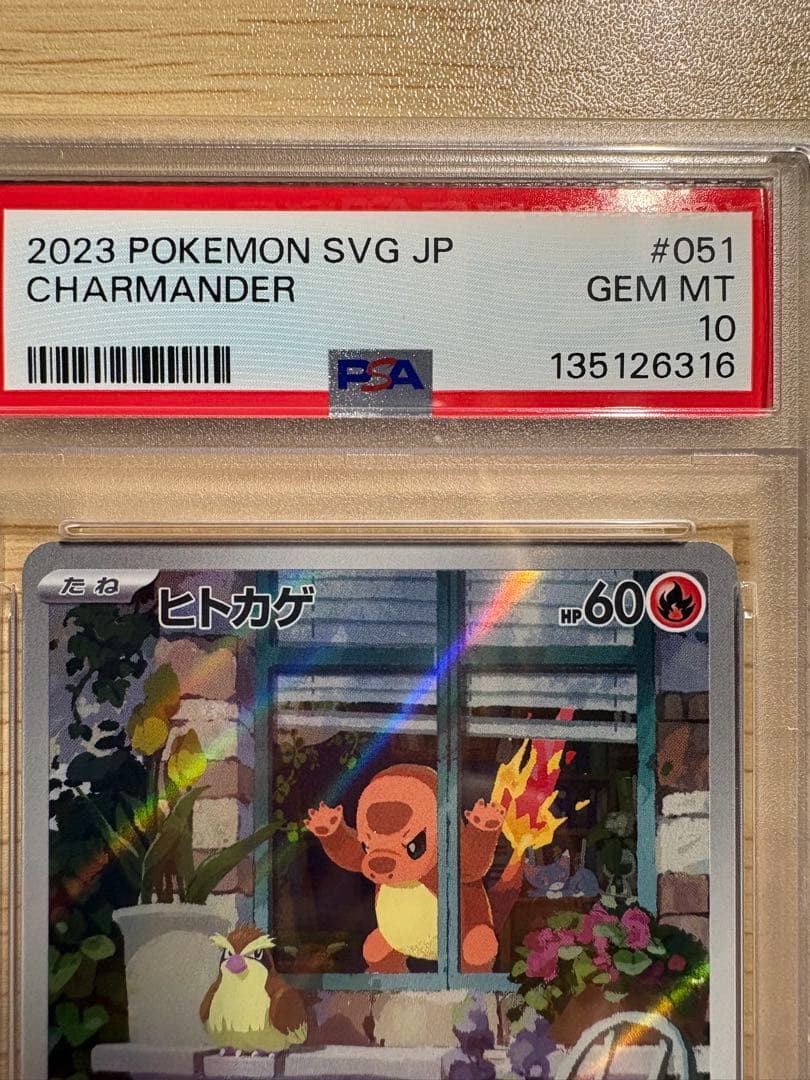 2023 POKEMON SVG JP #051
CHARMANDER GEM MT
10
PSA 135126316
たね ヒトカゲ HP60